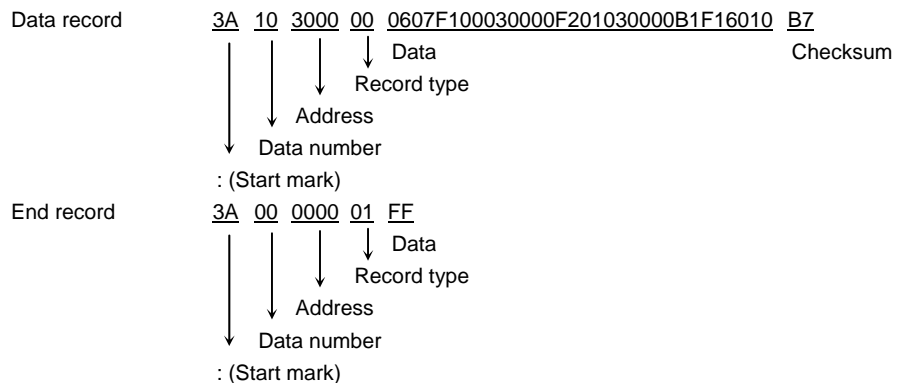 Data record 3A 10 3000 00 0607F100030000F201030000B1F16010 B7
Data Checksum
Record type
Address
Data number
: (Start mark)
End record 3A 00 0000 01 FF
Data
Record type
Address
Data number
: (Start mark)